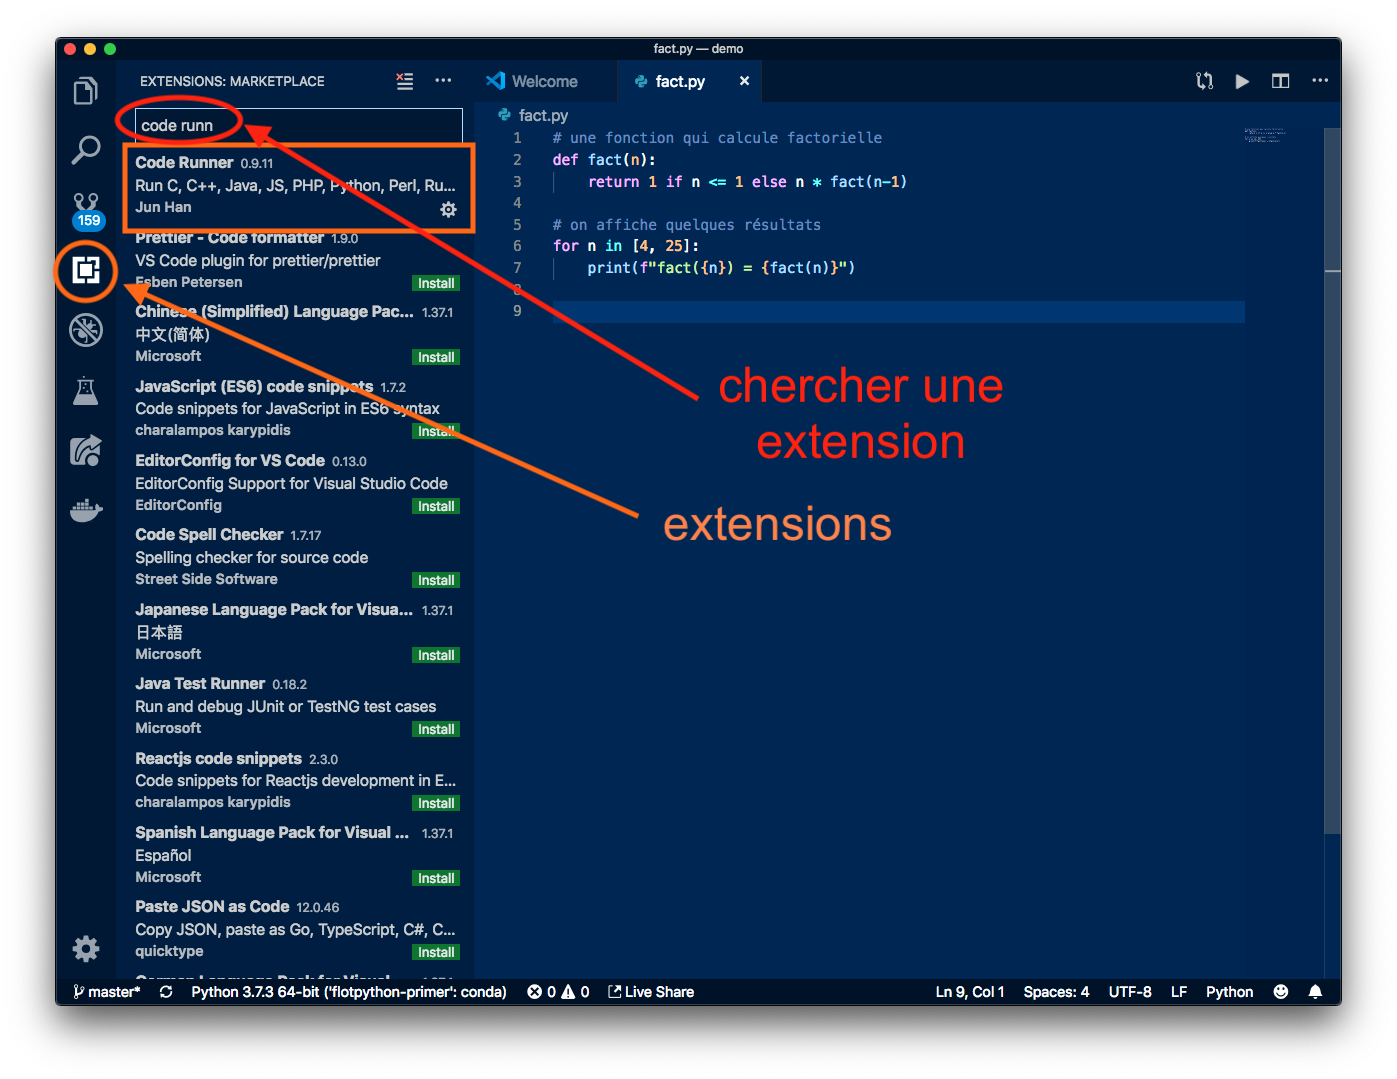 fact.py — demo
EXTENSIONS: MARKETPLACE
code runn
Code Runner 0.9.11
Run C, C++, Java, JS, PHP, Python, Perl, Ru...
Jun Han
Prettier - Code formatter 1.9.0
VS Code plugin for prettier/prettier
Esben Petersen
Install
Chinese (Simplified) Language Pac... 1.37.1
中文(简体)
Microsoft
Install
JavaScript (ES6) code snippets 1.7.2
Code snippets for JavaScript in ES6 syntax
charalampos karypidis
Install
EditorConfig for VS Code 0.13.0
EditorConfig Support for Visual Studio Code
EditorConfig
Install
Code Spell Checker 1.7.17
Spelling checker for source code
Street Side Software
Install
Japanese Language Pack for Visua... 1.37.1
日本語
Microsoft
Install
Java Test Runner 0.18.2
Run and debug JUnit or TestNG test cases
Microsoft
Install
Reactjs code snippets 2.3.0
Code snippets for Reactjs development in E...
charalampos karypidis
Install
Spanish Language Pack for Visual ... 1.37.1
Español
Microsoft
Install
Paste JSON as Code 12.0.46
Copy JSON, paste as Go, TypeScript, C#, C...
quicktype
Install
159
Welcome
fact.py
fact.py
1 # une fonction qui calcule factorielle
2 def fact(n):
3 return 1 if n <= 1 else n * fact(n-1)
4
5 # on affiche quelques résultats
6 for n in [4, 25]:
7 print(f"fact({n}) = {fact(n)}")
8
9
chercher une
extension
extensions
master*
Python 3.7.3 64-bit ('flotpython-primer': conda)
0
0
Live Share
Ln 9, Col 1
Spaces: 4
UTF-8
LF
Python